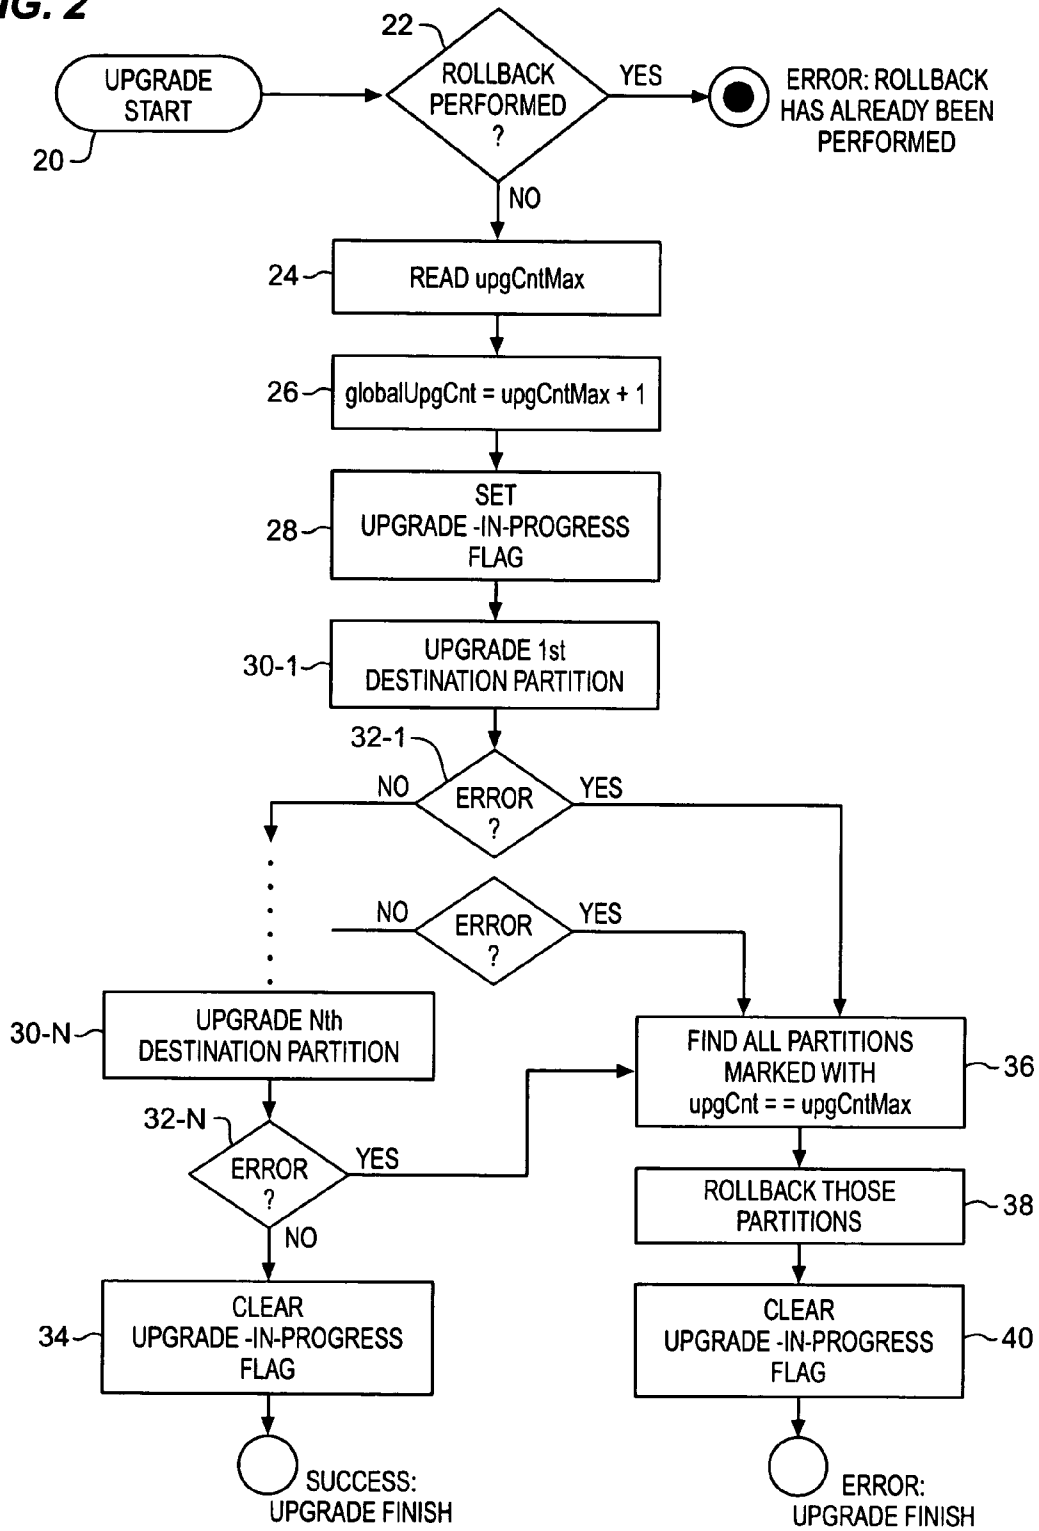 FIG. 2
UPGRADE
START
20
22
ROLLBACK
PERFORMED
?
YES
ERROR: ROLLBACK
HAS ALREADY BEEN
PERFORMED
NO
24
READ upgCntMax
26
globalUpgCnt = upgCntMax + 1
28
SET
UPGRADE -IN-PROGRESS
FLAG
30-1
UPGRADE 1st
DESTINATION PARTITION
32-1
NO
ERROR
?
YES
NO
ERROR
?
YES
30-N
UPGRADE Nth
DESTINATION PARTITION
FIND ALL PARTITIONS
MARKED WITH
upgCnt = = upgCntMax
36
32-N
ERROR
?
YES
NO
ROLLBACK THOSE
PARTITIONS
38
34
CLEAR
UPGRADE -IN-PROGRESS
FLAG
CLEAR
UPGRADE -IN-PROGRESS
FLAG
40
SUCCESS:
UPGRADE FINISH
ERROR:
UPGRADE FINISH